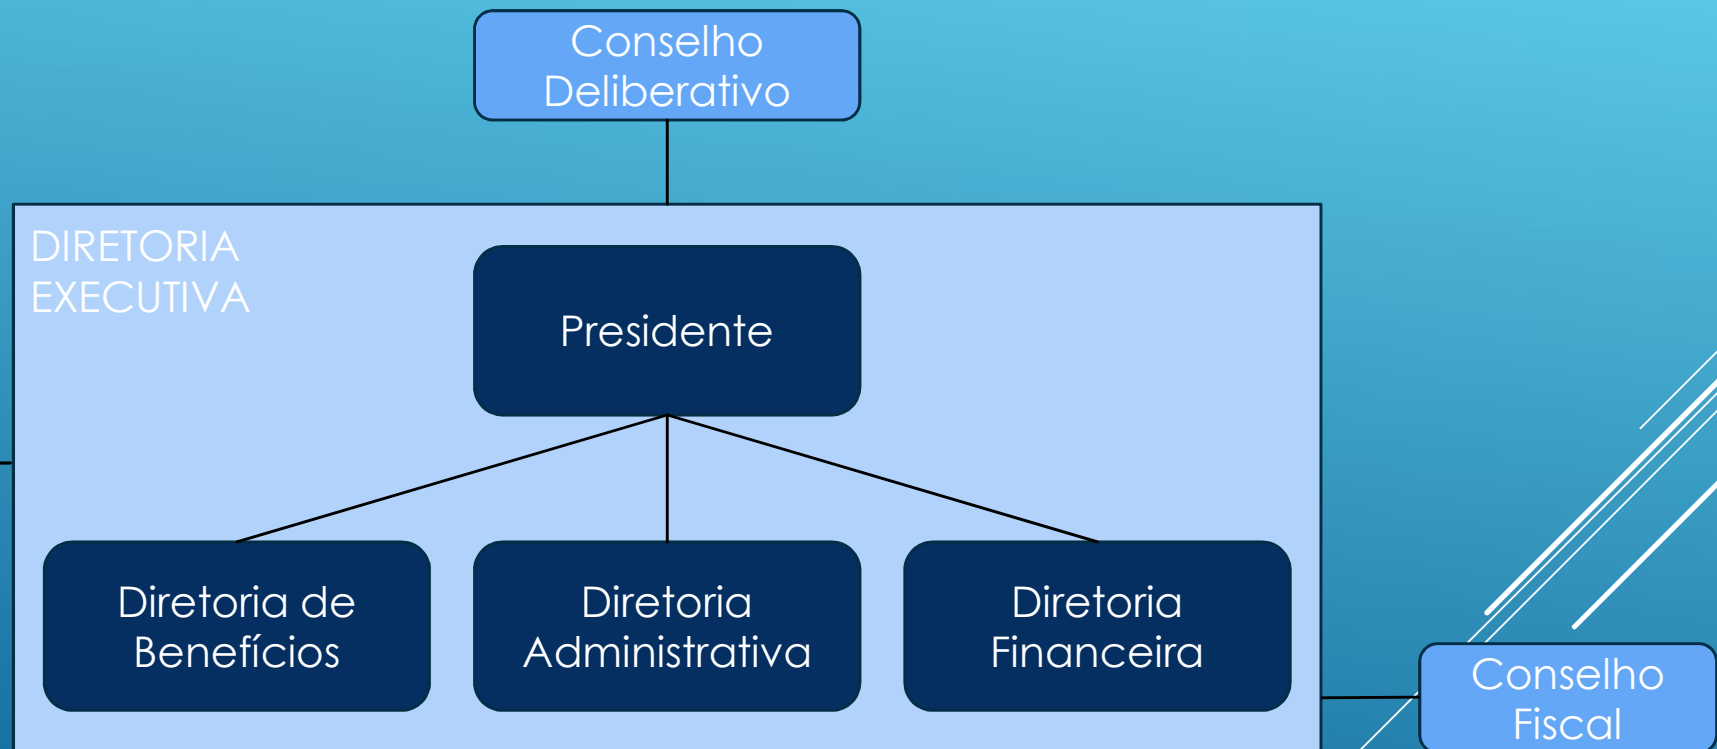 Conselho
Deliberativo
DIRETORIA
EXECUTIVA
Presidente
Diretoria de
Benefícios
Diretoria
Administrativa
Diretoria
Financeira
Conselho
Fiscal